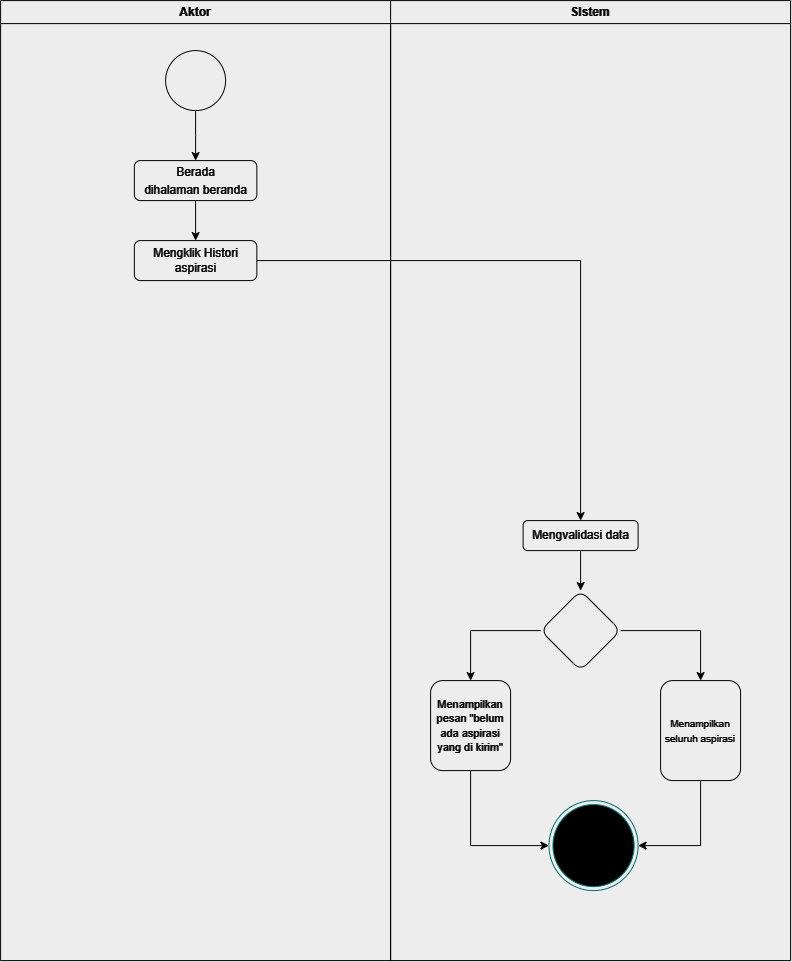 Aktor
Sistem
Berada
dihalaman beranda
Mengklik Histori
aspirasi
Mengvalidasi data
Menampilkan
pesan "belum
ada aspirasi
yang di kirim"
Menampilkan
seluruh aspirasi